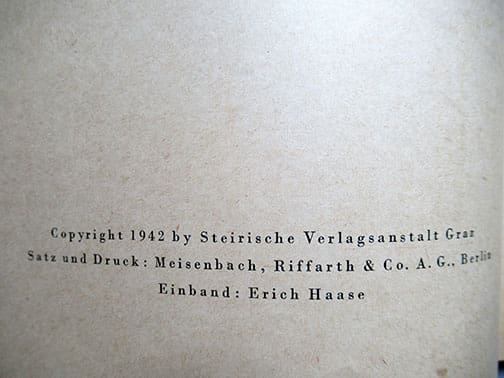 Copyright 1942 by Steirische Verlagsanstalt Graz
Satz und Druck: Meisenbach, Riffarth & Co. A. G., Berlin
Einband: Erich Haase